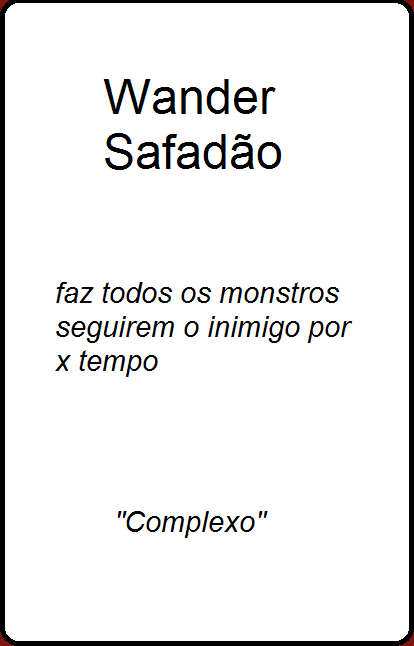 Wander
Safadão
faz todos os monstros
seguirem o inimigo por
x tempo
"Complexo"